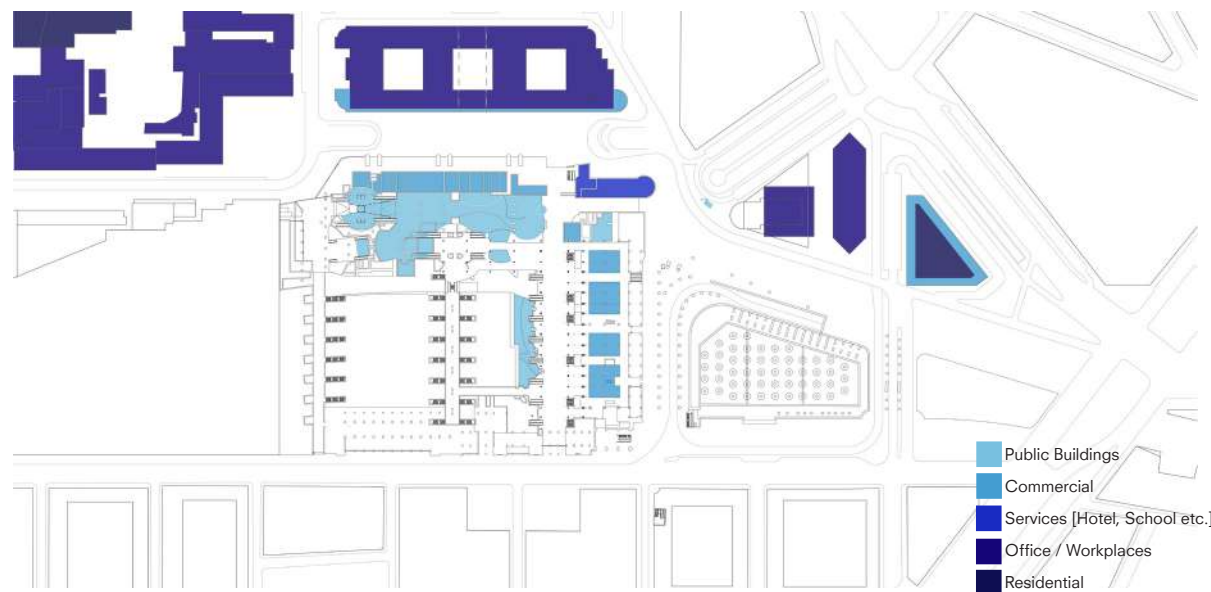 Public Buildings
Commercial
Services [Hotel, School etc.]
Office / Workplaces
Residential